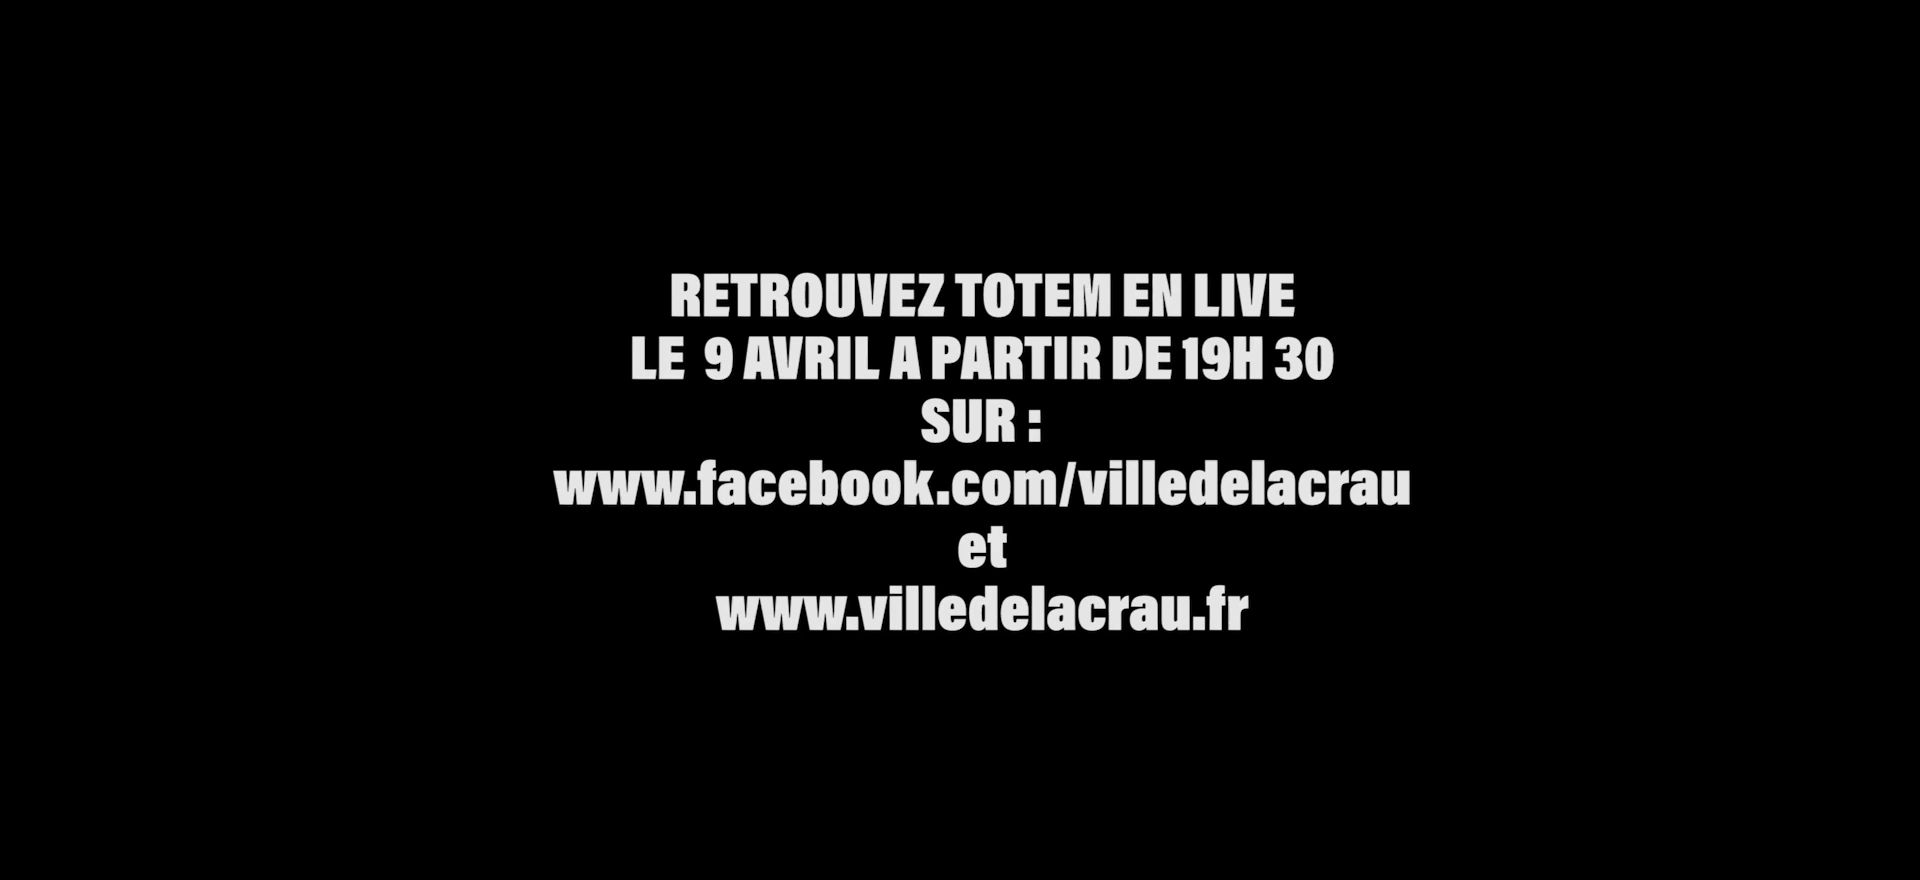 RETROUVEZ TOTEM EN LIVE
LE  9 AVRIL A PARTIR DE 19H 30
SUR :
www.facebook.com/villedelacrau
et
www.villedelacrau.fr